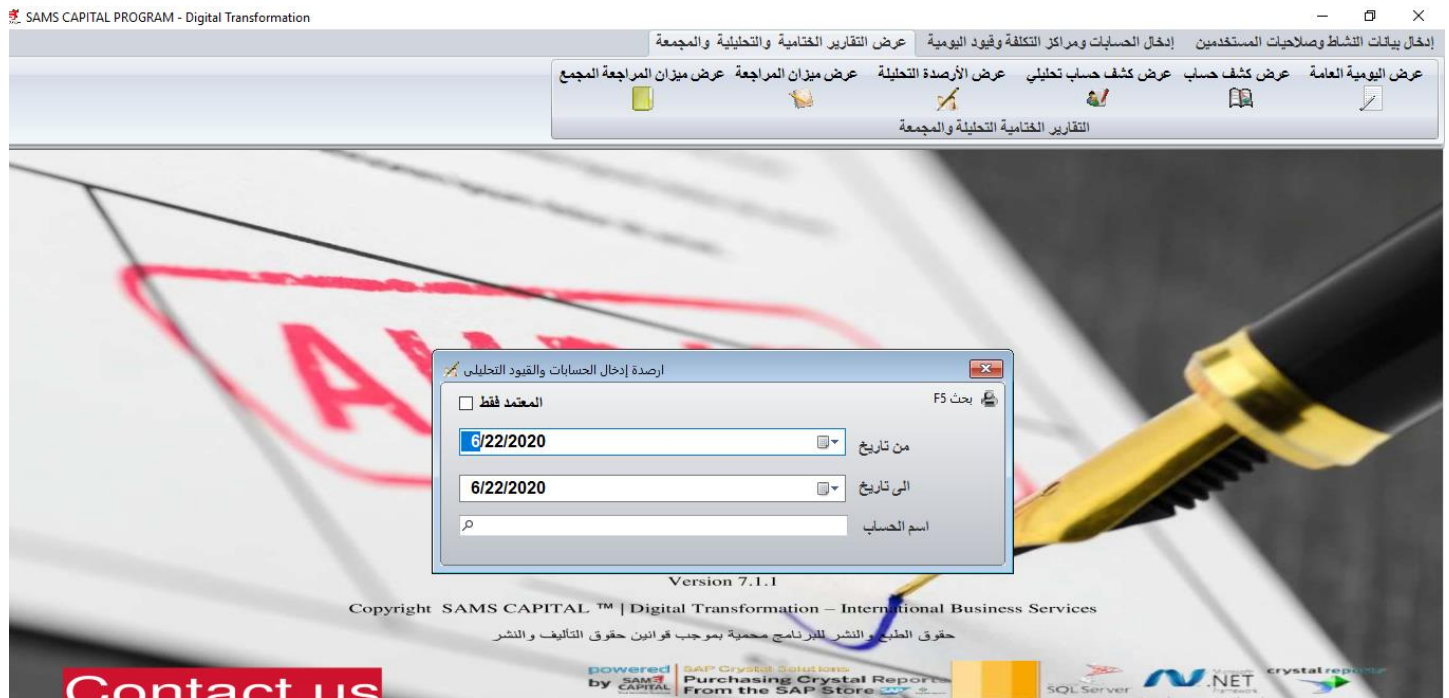 SAMS CAPITAL PROGRAM - Digital Transformation
إدخال بيانات النشاط وصلاحيات المستخدمين إدخال الحسابات ومراكز التكلفة وقيود اليومية عرض التقارير الختامية والتحليلية والمجمعة
عرض اليومية العامة عرض كشف حساب عرض كشف حساب تحليلي عرض الأرصدة التحليلة عرض ميزان المراجعة عرض ميزان المراجعة المجمع
التقارير الختامية التحليلة والمجمعة
ارصدة إدخال الحسابات والقيود التحليلى
بحث F5
المعتمد فقط
من تاريخ 6/22/2020
الى تاريخ 6/22/2020
اسم الحساب
Version 7.1.1
Copyright SAMS CAPITAL ™ | Digital Transformation – International Business Services
حقوق الطبع والنشر للبرنامج محمية بموجب قوانين حقوق التأليف والنشر
Contact us
powered by SAMS CAPITAL
SAP Crystal Solutions
Purchasing Crystal Reports
From the SAP Store
SQL Server
.NET
crystal reports